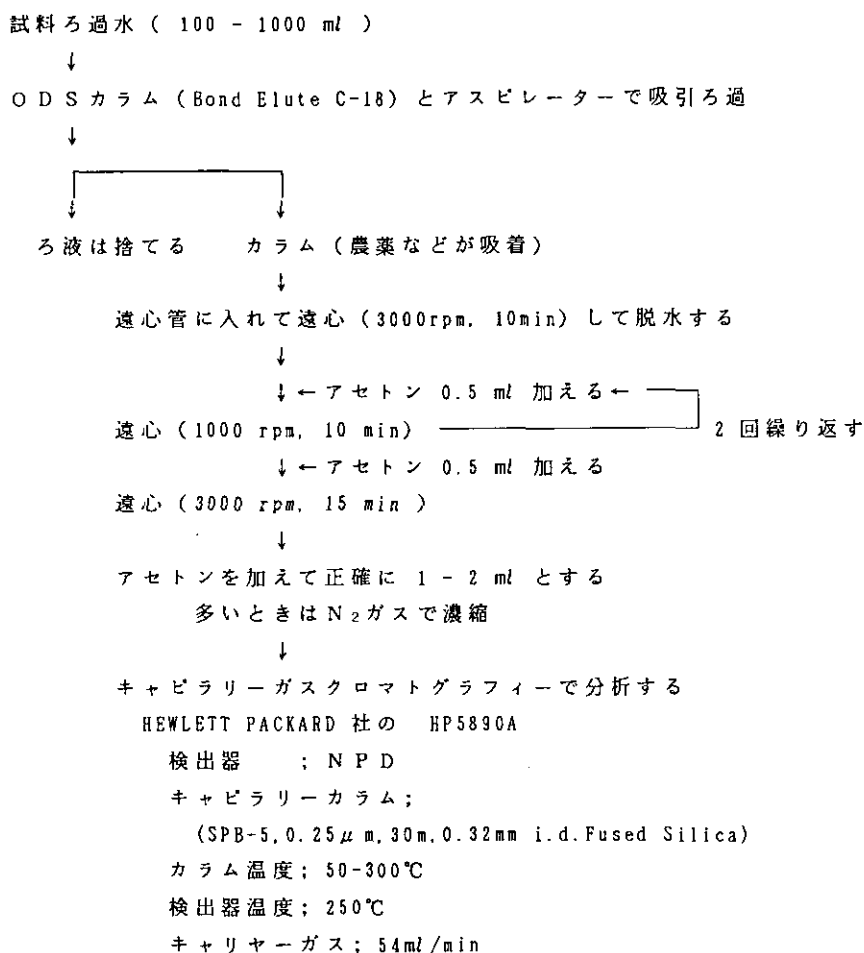 試料ろ過水 ( 100 - 1000 ml )
↓
ODSカラム (Bond Elute C-18) とアスピレーターで吸引ろ過
↓
↓ ↓
ろ液は捨てる カラム (農薬などが吸着)
↓
遠心管に入れて遠心 (3000rpm, 10min) して脱水する
↓
↓←アセトン 0.5 ml 加える←
遠心 (1000 rpm, 10 min) 2 回繰り返す
↓←アセトン 0.5 ml 加える
遠心 (3000 rpm, 15 min )
↓
アセトンを加えて正確に 1 - 2 ml とする
多いときはN₂ガスで濃縮
↓
キャピラリーガスクロマトグラフィーで分析する
HEWLETT PACKARD 社の HP5890A
検出器 ; NPD
キャピラリーカラム;
(SPB-5,0.25μm,30m,0.32mm i.d.Fused Silica)
カラム温度; 50-300℃
検出器温度; 250℃
キャリヤーガス; 54ml/min